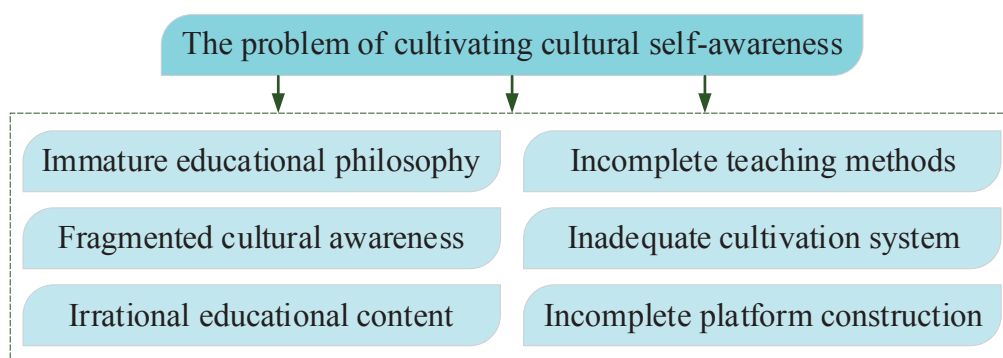 The problem of cultivating cultural self-awareness
Immature educational philosophy
Incomplete teaching methods
Fragmented cultural awareness
Inadequate cultivation system
Irrational educational content
Incomplete platform construction